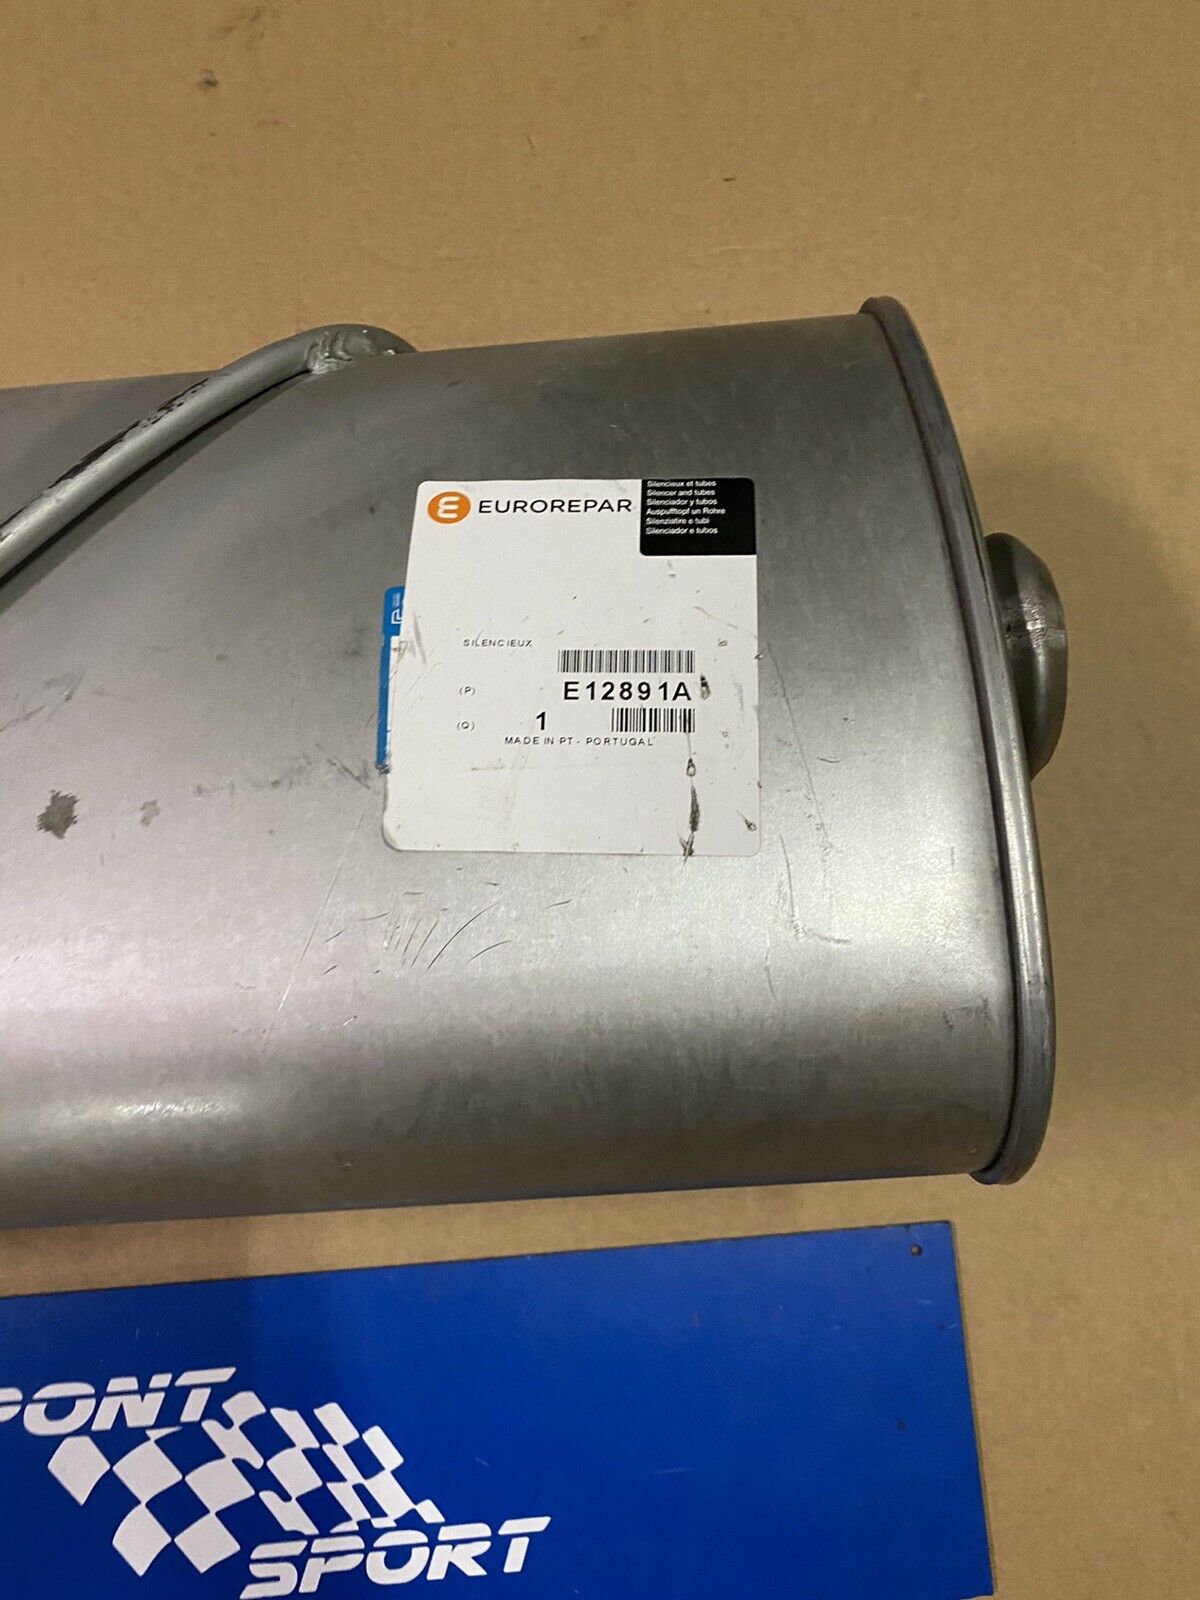 EUROREPAR
Silencieux et tubes
Silencer and tubes
Silenciador y tubos
Auspufftopf un Rohre
Silenziatire e tubi
Silenciador e tubos
SILENCIEUX
(P) E12891A
(Q) 1
MADE IN PT - PORTUGAL
PONT
SPORT